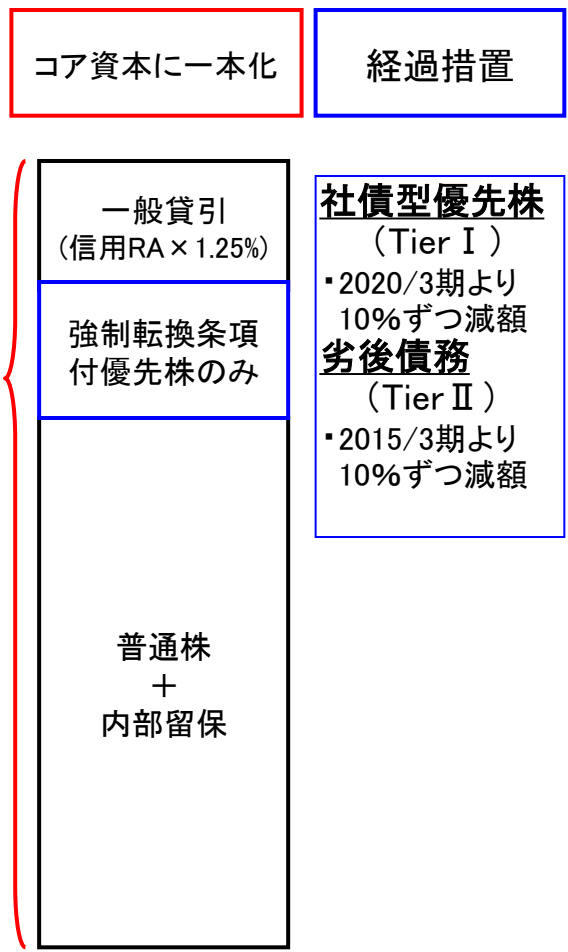 コア資本に一本化
経過措置
一般貸引
（信用RA×1.25%）
強制転換条項
付優先株のみ
普通株
＋
内部留保
社債型優先株
（TierⅠ）
・2020/3期より
10%ずつ減額
劣後債務
（TierⅡ）
・2015/3期より
10%ずつ減額